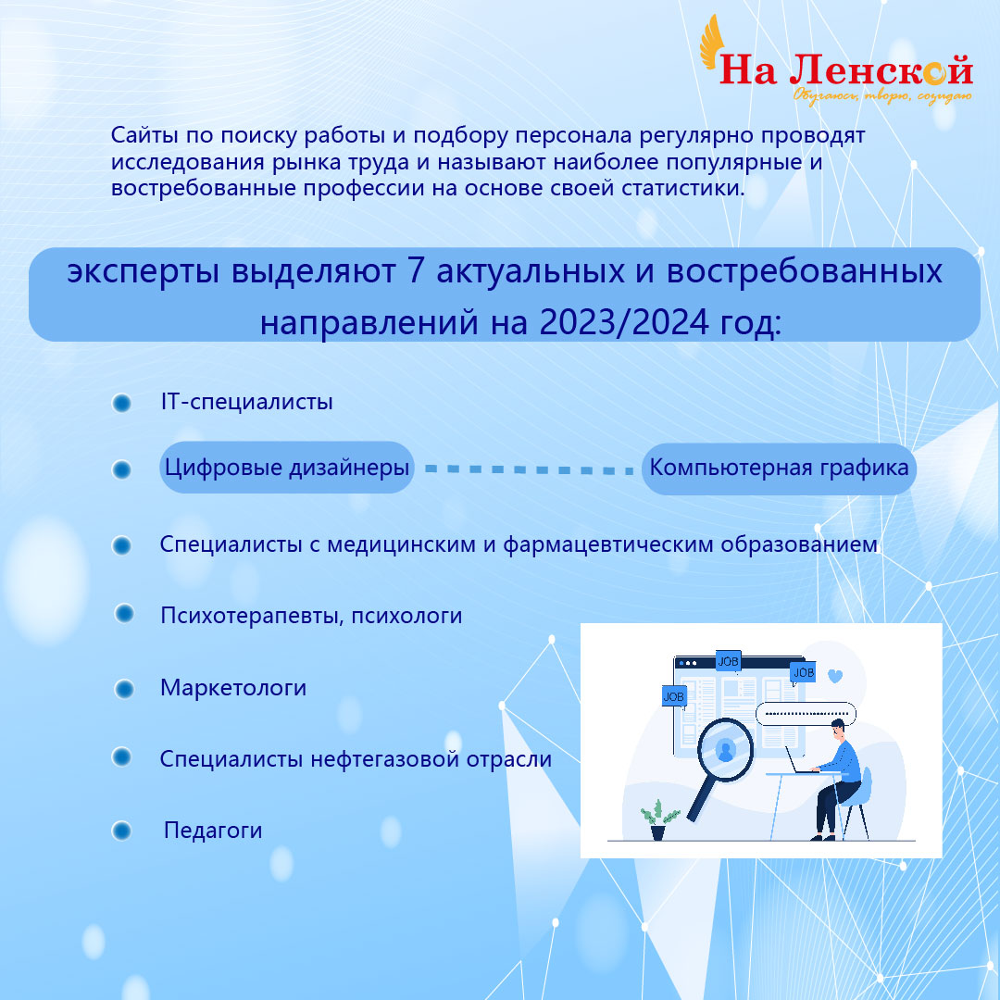 На Ленской
Обучаюсь, творю, созидаю
Сайты по поиску работы и подбору персонала регулярно проводят
исследования рынка труда и называют наиболее популярные и
востребованные профессии на основе своей статистики.
эксперты выделяют 7 актуальных и востребованных
направлений на 2023/2024 год:
IT-специалисты
Цифровые дизайнеры
Компьютерная графика
Специалисты с медицинским и фармацевтическим образованием
Психотерапевты, психологи
Маркетологи
Специалисты нефтегазовой отрасли
Педагоги
JOB
JOB
JOB